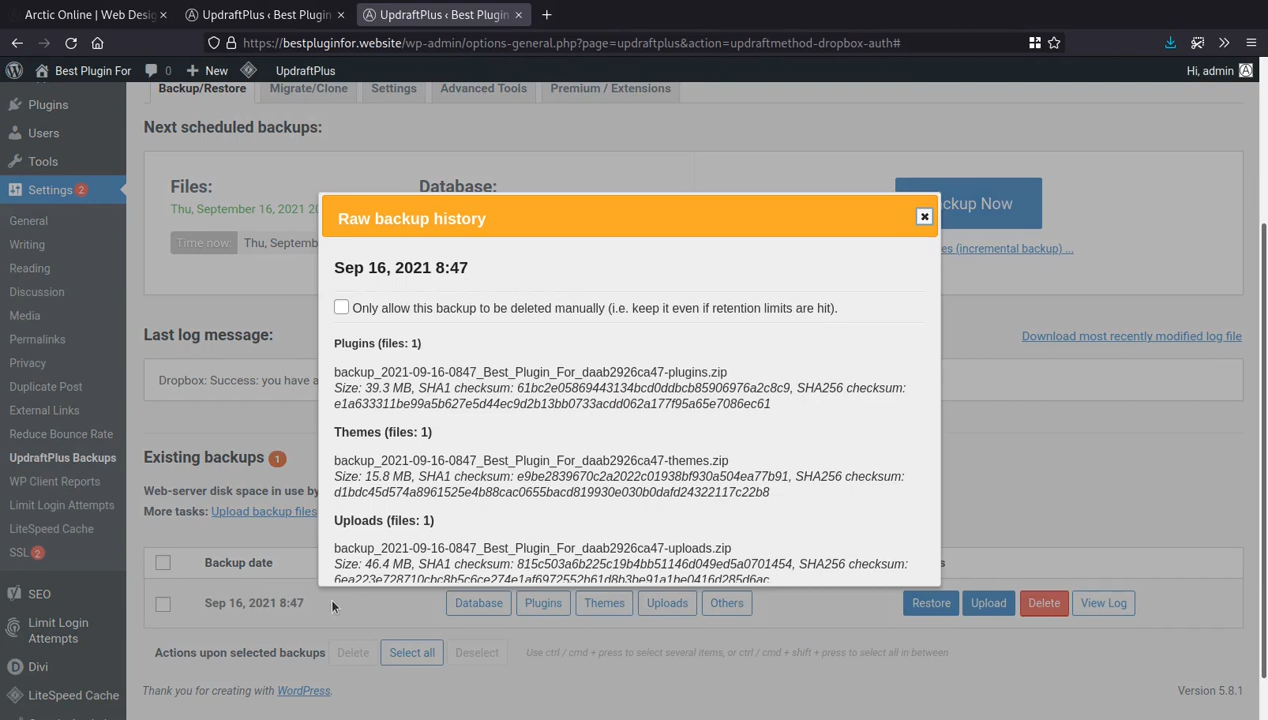 Arctic Online | Web Desig
UpdraftPlus ‹ Best Plugin
UpdraftPlus ‹ Best Plugin
https://bestpluginfor.website/wp-admin/options-general.php?page=updraftplus&action=updraftmethod-dropbox-auth#
Best Plugin For
0
New
UpdraftPlus
Hi, admin
Plugins
Users
Tools
Settings 2
General
Writing
Reading
Discussion
Media
Permalinks
Privacy
Duplicate Post
External Links
Reduce Bounce Rate
UpdraftPlus Backups
WP Client Reports
Limit Login Attempts
LiteSpeed Cache
SSL 2
SEO
Limit Login
Attempts
Divi
LiteSpeed Cache
Backup/Restore
Migrate/Clone
Settings
Advanced Tools
Premium / Extensions
Next scheduled backups:
Files:
Database:
Thu, September 16, 2021 20
Time now:
Thu, Septemb
ckup Now
es (incremental backup) ...
Last log message:
Download most recently modified log file
Dropbox: Success: you have a
Existing backups 1
Web-server disk space in use by
More tasks: Upload backup files
Raw backup history
Sep 16, 2021 8:47
Only allow this backup to be deleted manually (i.e. keep it even if retention limits are hit).
Plugins (files: 1)
backup_2021-09-16-0847_Best_Plugin_For_daab2926ca47-plugins.zip
Size: 39.3 MB, SHA1 checksum: 61bc2e05869443134bcd0ddbcb85906976a2c8c9, SHA256 checksum:
e1a633311be99a5b627e5d44ec9d2b13bb0733acdd062a177f95a65e7086ec61
Themes (files: 1)
backup_2021-09-16-0847_Best_Plugin_For_daab2926ca47-themes.zip
Size: 15.8 MB, SHA1 checksum: e9be2839670c2a2022c01938bf930a504ea77b91, SHA256 checksum:
d1bdc45d574a8961525e4b88cac0655bacd819930e030b0dafd24322117c22b8
Uploads (files: 1)
backup_2021-09-16-0847_Best_Plugin_For_daab2926ca47-uploads.zip
Size: 46.4 MB, SHA1 checksum: 815c503a6b225c19b4bb51146d049ed5a0701454, SHA256 checksum:
Backup date
Sep 16, 2021 8:47
Database
Plugins
Themes
Uploads
Others
Restore
Upload
Delete
View Log
Actions upon selected backups
Delete
Select all
Deselect
Use ctrl / cmd + press to select several items, or ctrl / cmd + shift + press to select all in between
Thank you for creating with WordPress.
Version 5.8.1